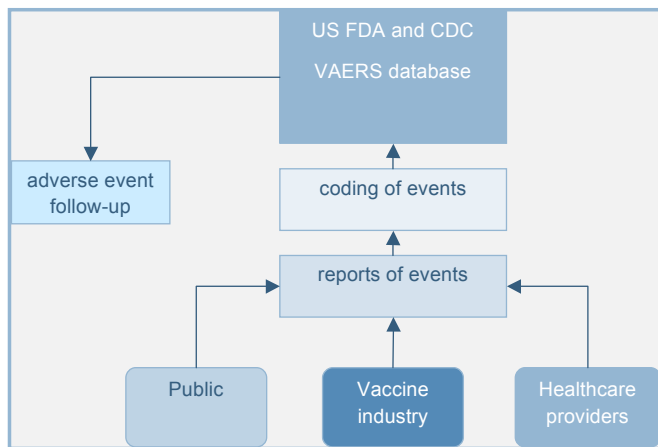 US FDA and CDC
VAERS database
adverse event
follow-up
coding of events
reports of events
Public
Vaccine
industry
Healthcare
providers